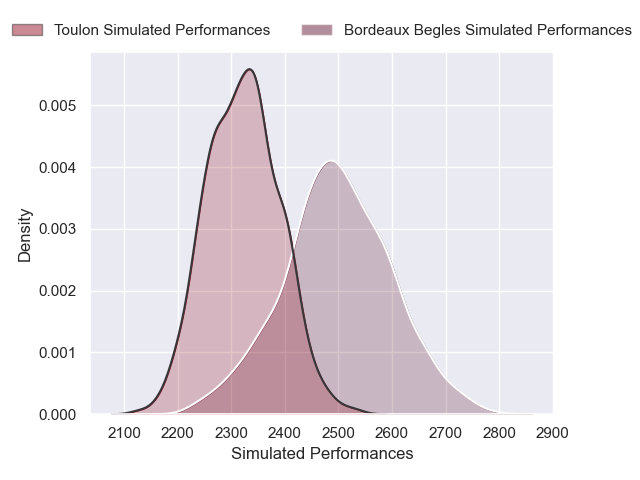 Toulon Simulated Performances
Bordeaux Begles Simulated Performances
Density
0.005
0.004
0.003
0.002
0.001
0.000
2100 2200 2300 2400 2500 2600 2700 2800 2900
Simulated Performances